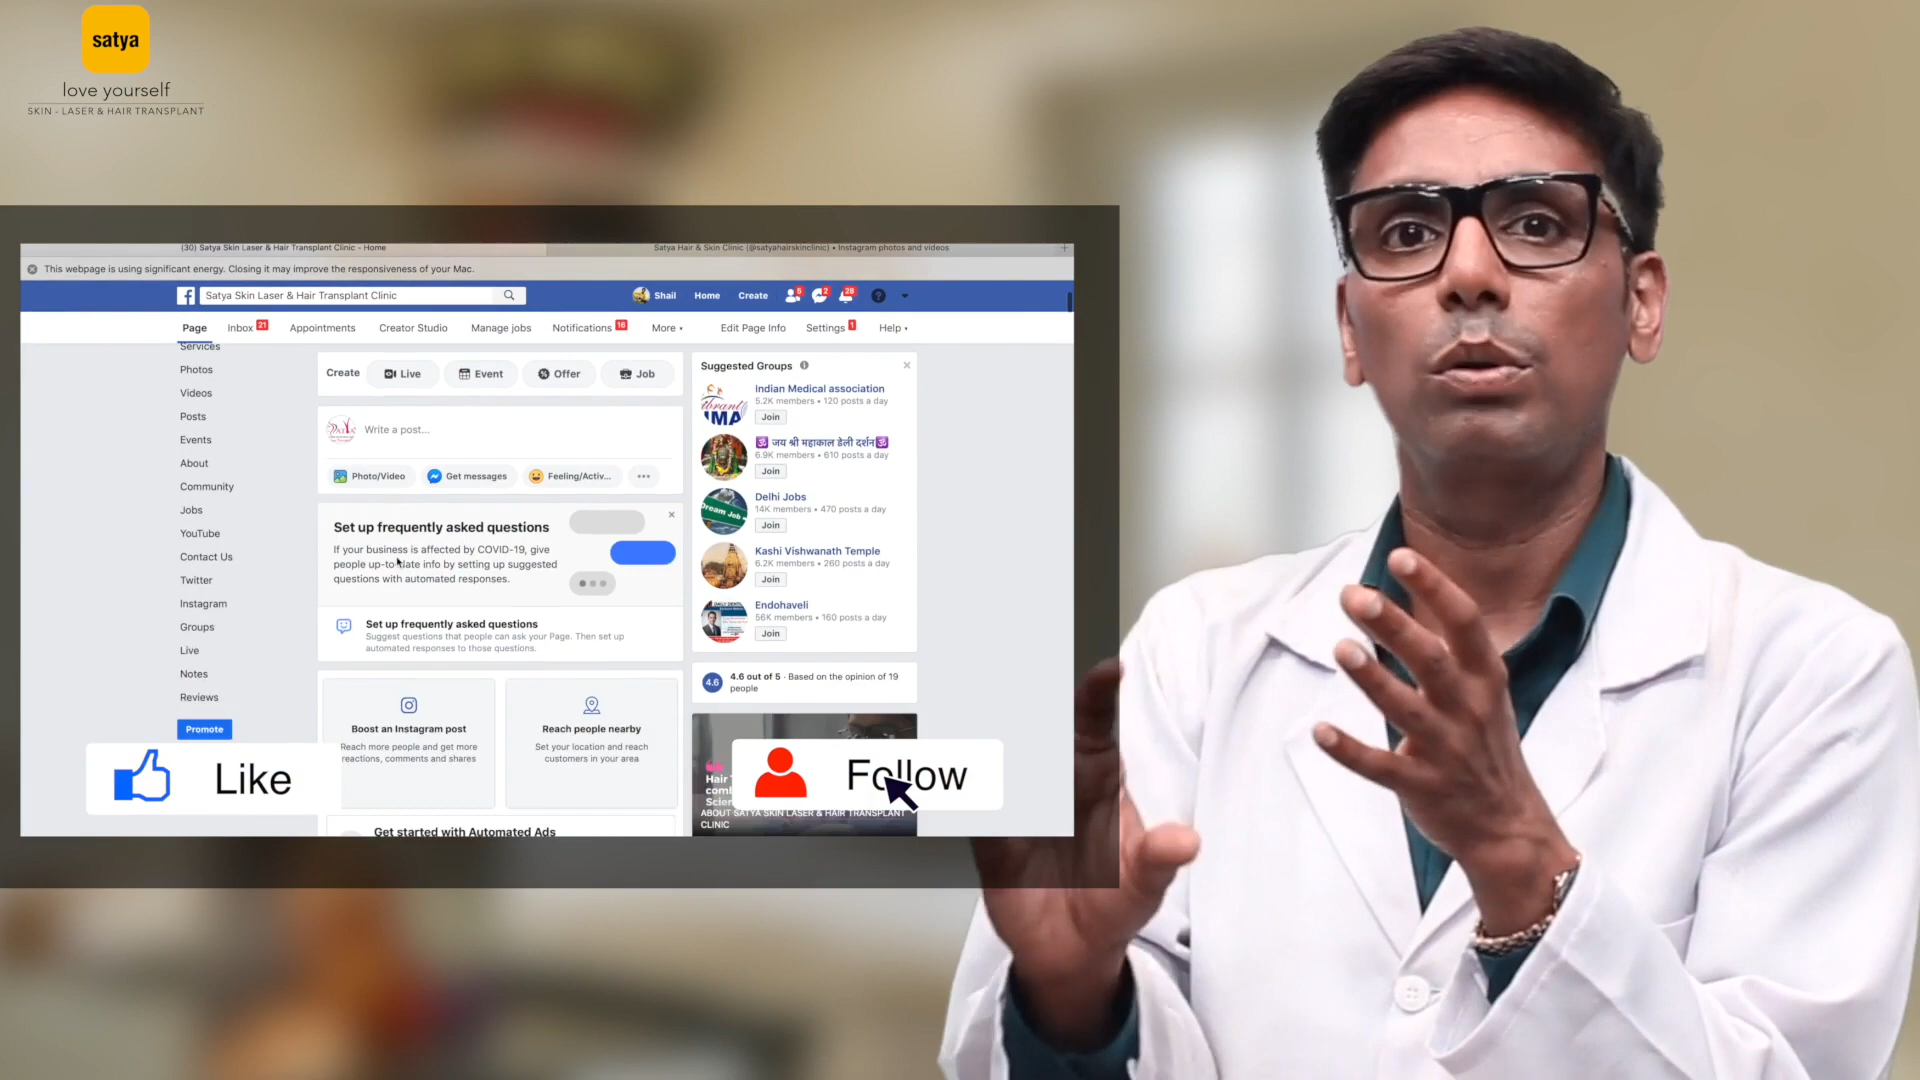 satya
love yourself
SKIN - LASER & HAIR TRANSPLANT
(30) Satya Skin Laser & Hair Transplant Clinic - Home
Satya Hair & Skin Clinic (@satyahairskinclinic) • Instagram photos and videos
This webpage is using significant energy. Closing it may improve the responsiveness of your Mac.
Satya Skin Laser & Hair Transplant Clinic
Shail
Home
Create
5
2
28
Page
Inbox 21
Appointments
Creator Studio
Manage jobs
Notifications 16
More
Edit Page Info
Settings 1
Help
Services
Photos
Videos
Posts
Events
About
Community
Jobs
YouTube
Contact Us
Twitter
Instagram
Groups
Live
Notes
Reviews
Promote
Create
Live
Event
Offer
Job
Write a post...
Photo/Video
Get messages
Feeling/Activ...
Set up frequently asked questions
If your business is affected by COVID-19, give
people up-to-date info by setting up suggested
questions with automated responses.
Set up frequently asked questions
Suggest questions that people can ask your Page. Then set up
automated responses to those questions.
Boost an Instagram post
Reach more people and get more
reactions, comments and shares
Reach people nearby
Set your location and reach
customers in your area
Get started with Automated Ads
Suggested Groups
Indian Medical association
5.2K members • 120 posts a day
Join
🕉 जय श्री महाकाल डेली दर्शन🕉
6.9K members • 610 posts a day
Join
Delhi Jobs
14K members • 470 posts a day
Join
Dream Job
Kashi Vishwanath Temple
6.2K members • 260 posts a day
Join
Endohaveli
56K members • 160 posts a day
Join
4.6
4.6 out of 5 · Based on the opinion of 19
people
Hair
ABOUT SATYA SKIN LASER & HAIR TRANSPLANT
CLINIC
Like
Follow